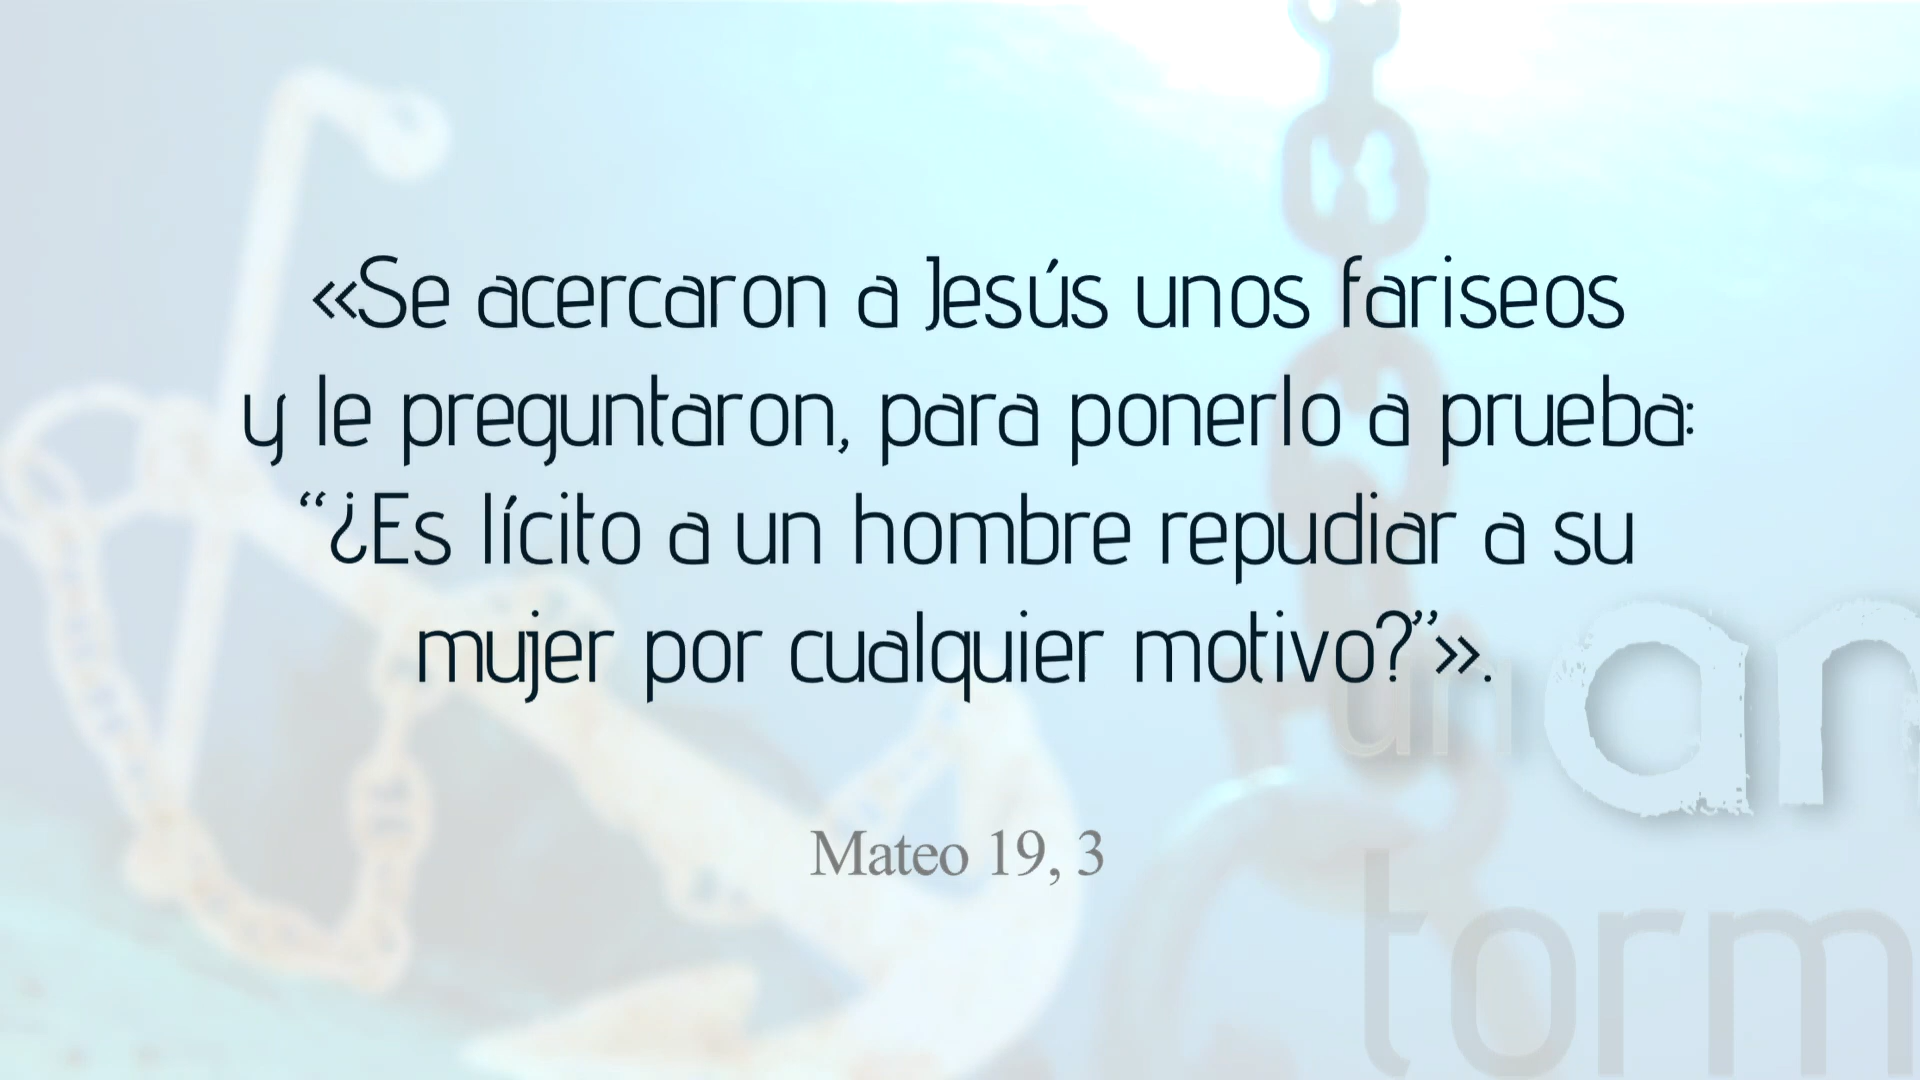 «Se acercaron a Jesús unos fariseos
y le preguntaron, para ponerlo a prueba:
“¿Es lícito a un hombre repudiar a su
mujer por cualquier motivo?”».
un
Mateo 19, 3